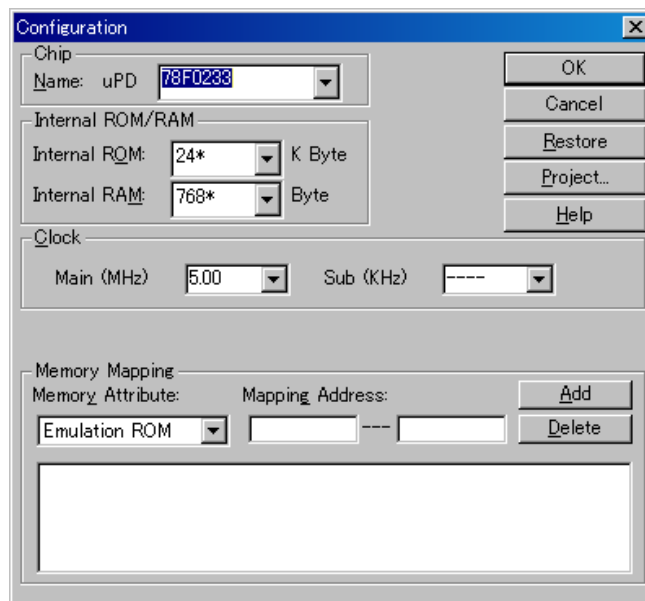 Configuration
Chip
Name: uPD 78F0233
OK
Cancel
Internal ROM/RAM
Internal ROM: 24* K Byte
Restore
Project...
Internal RAM: 768* Byte
Help
Clock
Main (MHz) 5.00 Sub (KHz) ----
Memory Mapping
Memory Attribute: Mapping Address: Add
Emulation ROM --- Delete